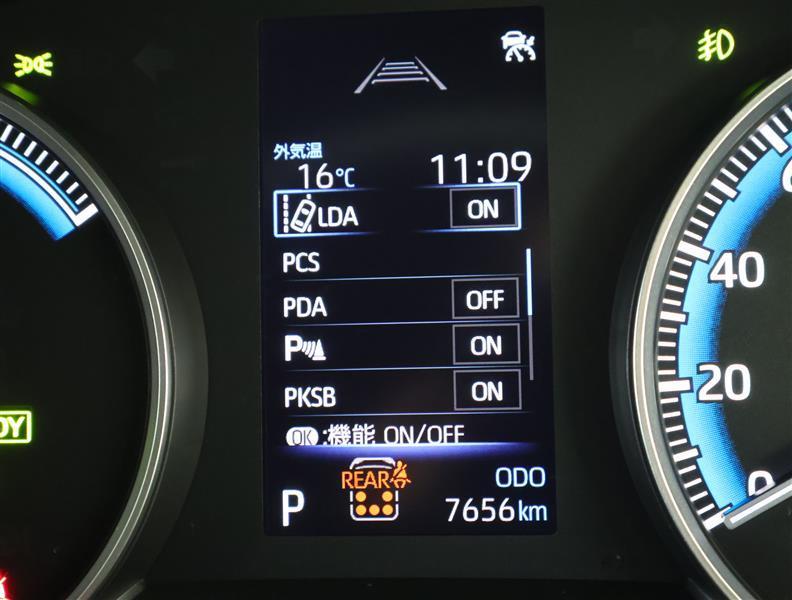 外気温
16°C 11:09
LDA ON
PCS
PDA OFF
P ON
PKSB ON
OK :機能 ON/OFF
REAR
P
ODO
7656km
40
20
0